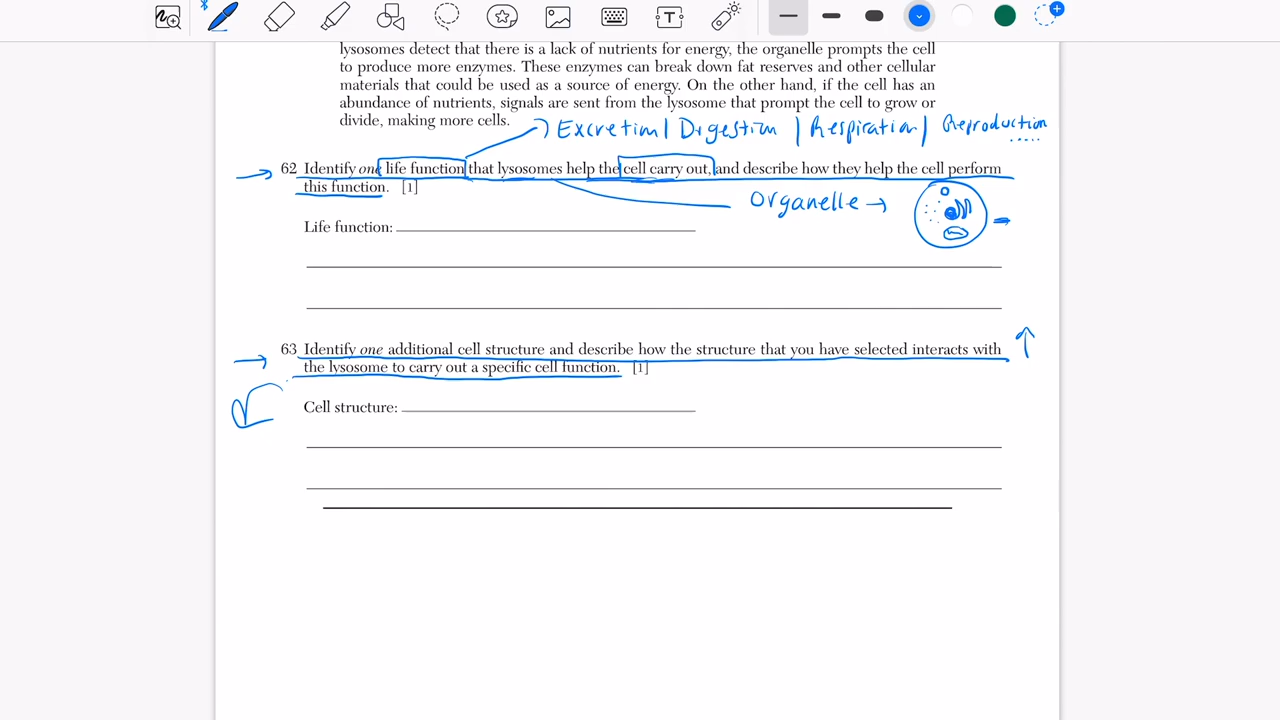 T
lysosomes detect that there is a lack of nutrients for energy, the organelle prompts the cell
to produce more enzymes. These enzymes can break down fat reserves and other cellular
materials that could be used as a source of energy. On the other hand, if the cell has an
abundance of nutrients, signals are sent from the lysosome that prompt the cell to grow or
divide, making more cells.
Excretion | Digestion | Respiration | Reproduction .....
62 Identify one life function that lysosomes help the cell carry out, and describe how they help the cell perform
this function. [1]
Organelle →
Life function:
63 Identify one additional cell structure and describe how the structure that you have selected interacts with
the lysosome to carry out a specific cell function. [1]
Cell structure: